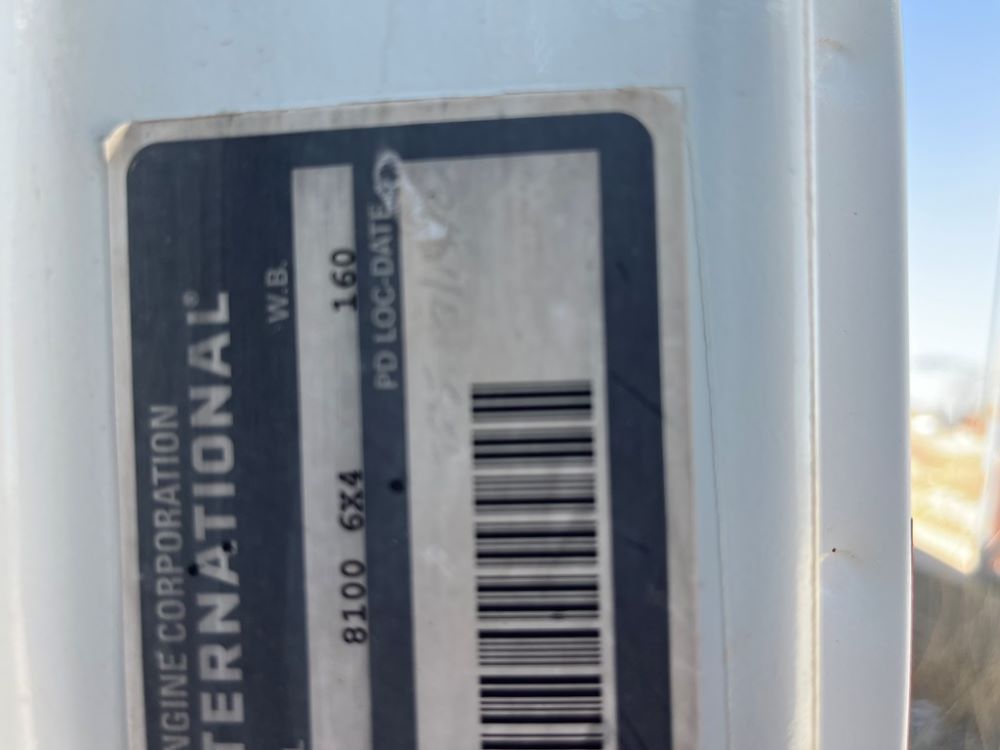 NGINE CORPORATION
TERNATIONAL®
W.B.
8100 6X4 160
PD LOC-DATE